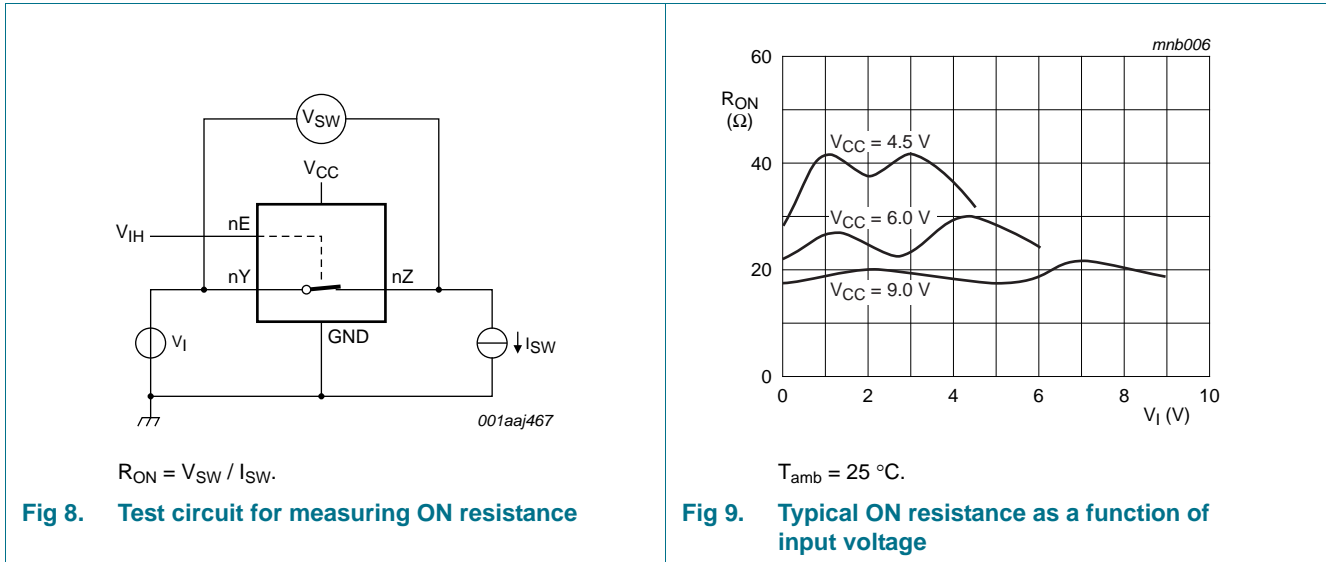 V_SW
V_CC
V_IH
nE
nY
nZ
GND
V_I
I_SW
001aaj467
R_ON = V_SW / I_SW.
Fig 8. Test circuit for measuring ON resistance
mnb006
60
R_ON
(Ω)
V_CC = 4.5 V
40
V_CC = 6.0 V
20
V_CC = 9.0 V
0
0 2 4 6 8 10
V_I (V)
T_amb = 25 °C.
Fig 9. Typical ON resistance as a function of
input voltage